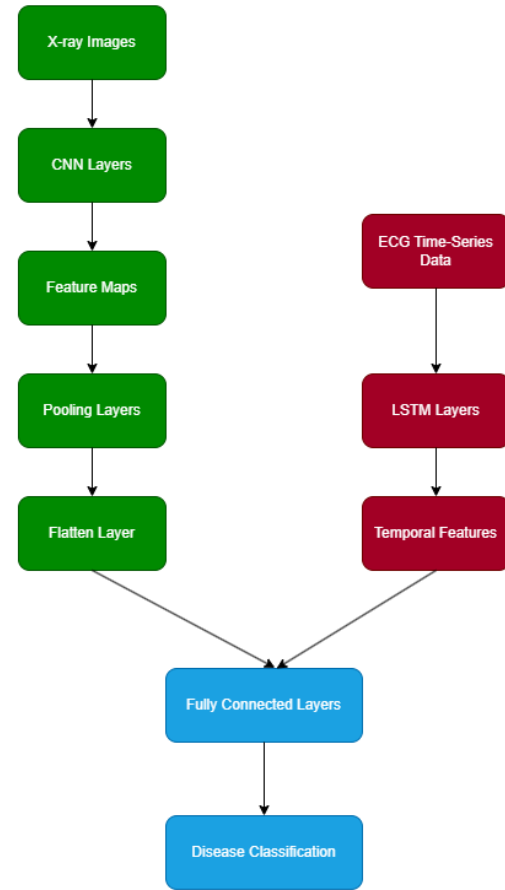 X-ray Images
CNN Layers
Feature Maps
Pooling Layers
Flatten Layer
ECG Time-Series
Data
LSTM Layers
Temporal Features
Fully Connected Layers
Disease Classification